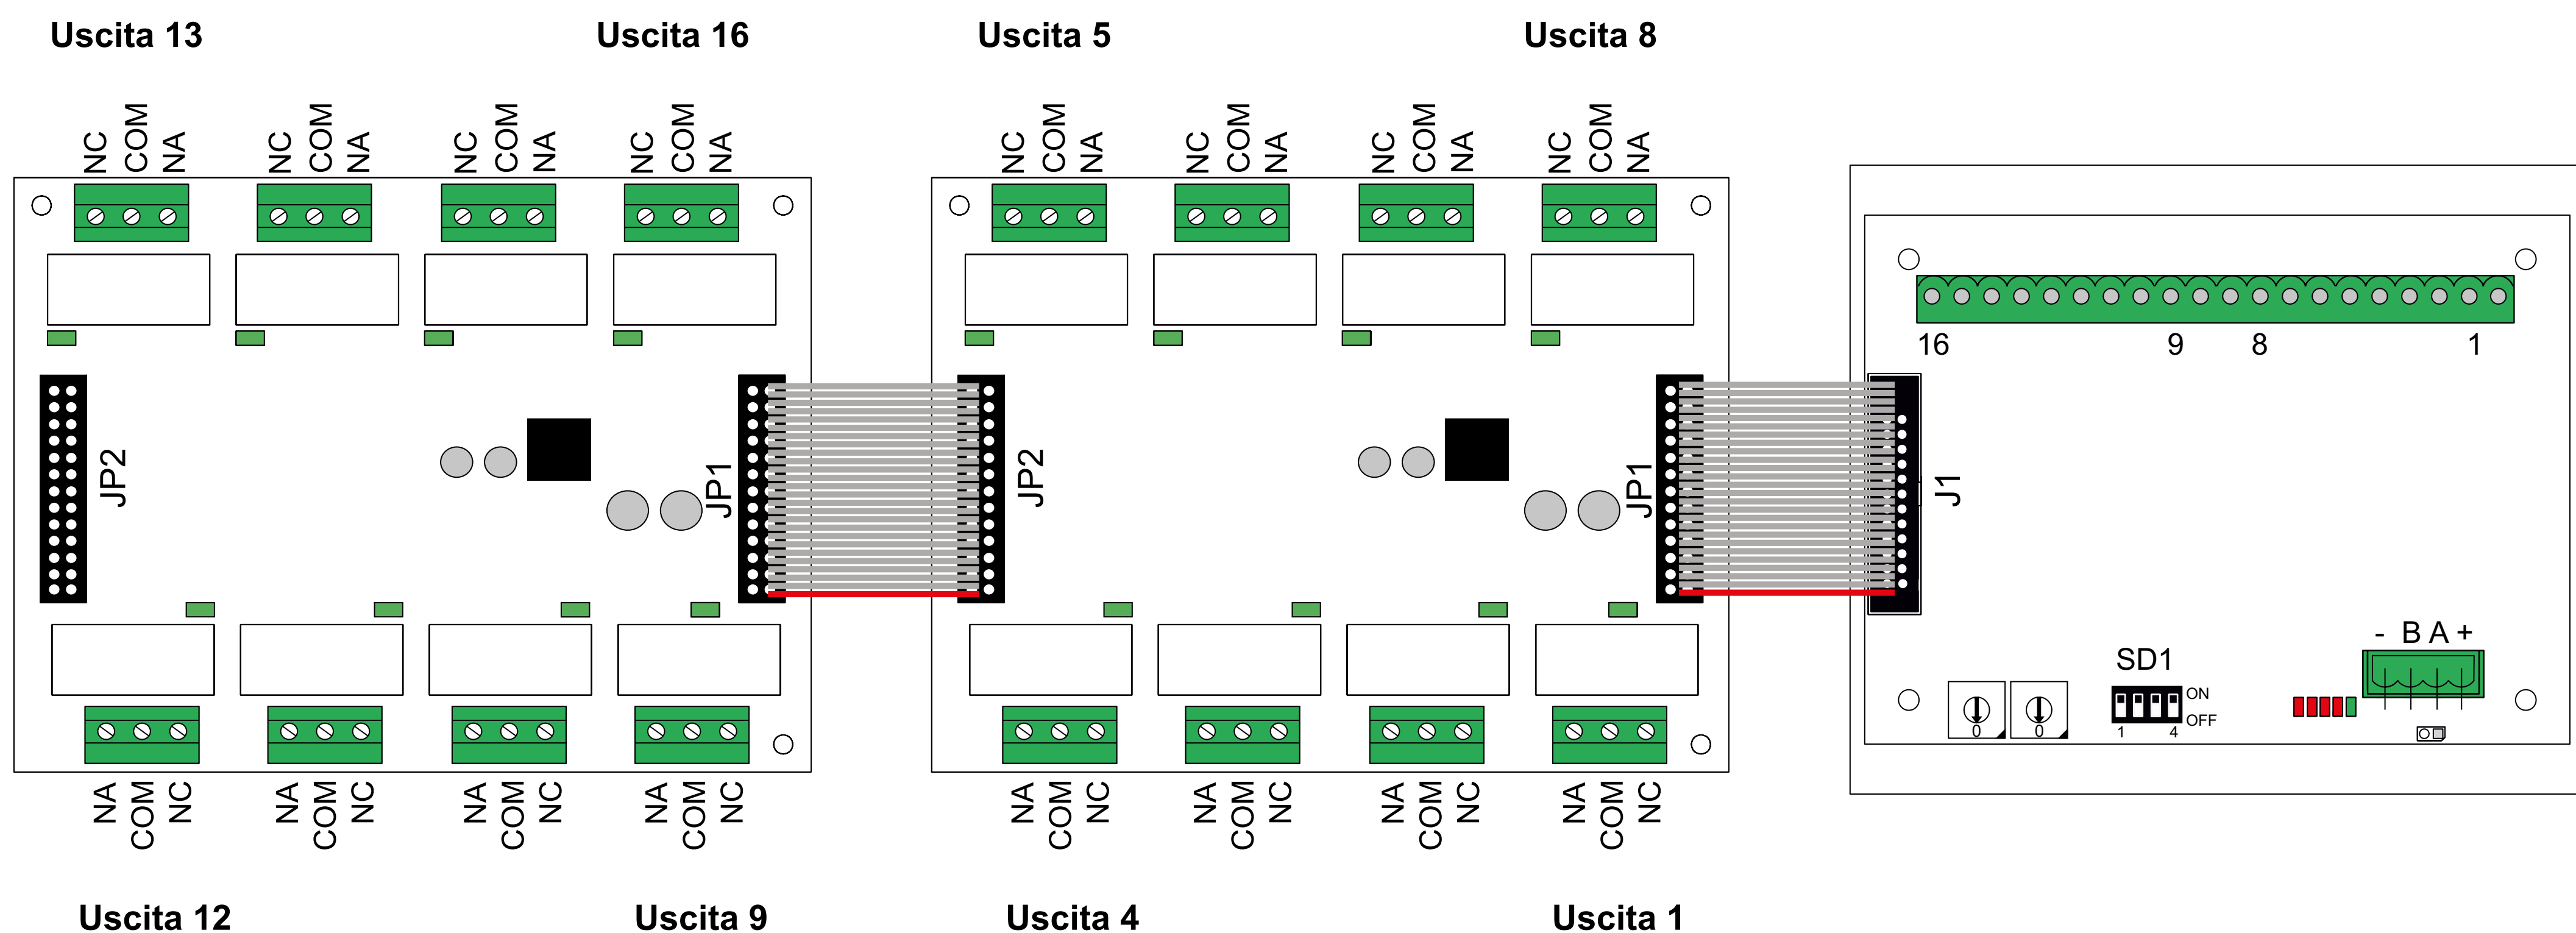 Uscita 13 Uscita 16 Uscita 5 Uscita 8
NC COM NA NC COM NA NC COM NA NC COM NA NC COM NA NC COM NA NC COM NA NC COM NA
16 9 8 1
JP2 JP1 JP2 JP1 J1
- B A +
SD1
ON
OFF
0 0 1 4
NA COM NC NA COM NC NA COM NC NA COM NC NA COM NC NA COM NC NA COM NC NA COM NC
Uscita 12 Uscita 9 Uscita 4 Uscita 1